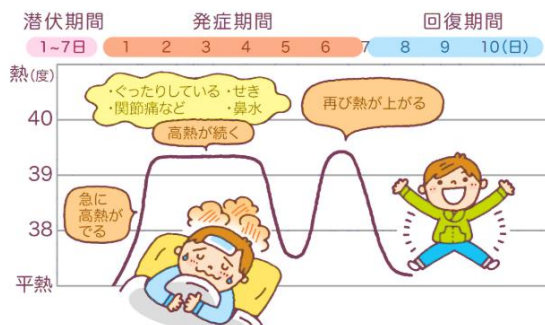 潜伏期間 発症期間 回復期間
1~7日 1 2 3 4 5 6 7 8 9 10(日)
熱(度)
・ぐったりしている ・せき
・関節痛など ・鼻水
再び熱が上がる
40
高熱が続く
39
急に
高熱が
でる
38
平熱